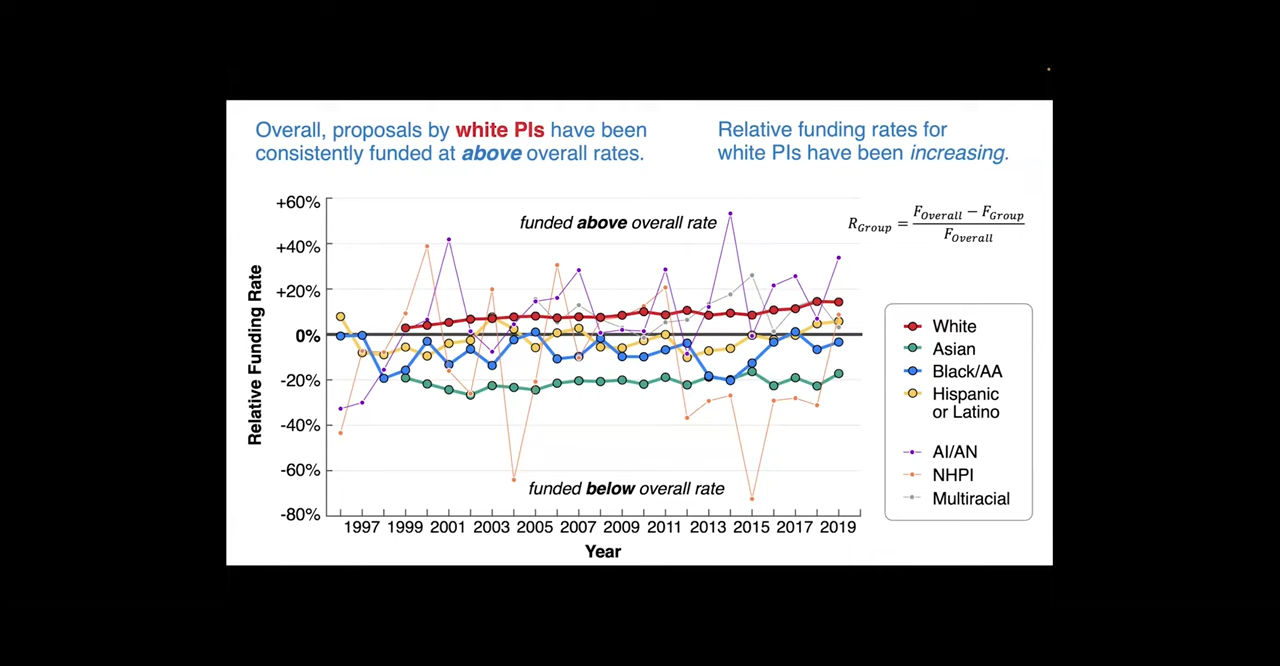 Overall, proposals by white PIs have been
consistently funded at above overall rates.
Relative funding rates for
white PIs have been increasing.
+60%
+40%
+20%
0%
-20%
-40%
-60%
-80%
Relative Funding Rate
funded above overall rate
funded below overall rate
R_Group = (F_Overall − F_Group) / F_Overall
1997 1999 2001 2003 2005 2007 2009 2011 2013 2015 2017 2019
Year
White
Asian
Black/AA
Hispanic
or Latino
AI/AN
NHPI
Multiracial